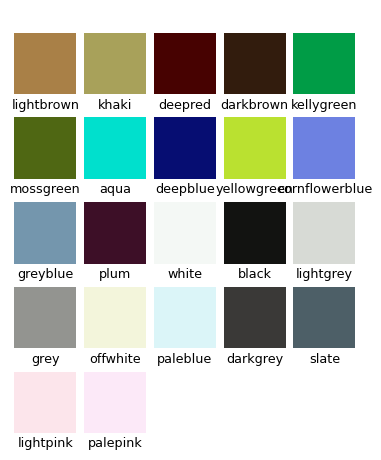 lightbrown khaki deepred darkbrown kellygreen
mossgreen aqua deepblue yellowgreen cornflowerblue
greyblue plum white black lightgrey
grey offwhite paleblue darkgrey slate
lightpink palepink